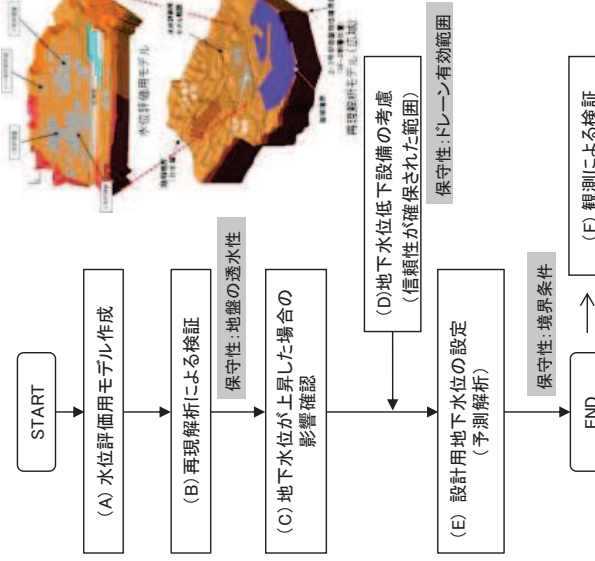 START
(A) 水位評価用モデル作成
(B) 再現解析による検証
保守性：地盤の透水性
(C) 地下水位が上昇した場合の
影響確認
(D)地下水位低下設備の考慮
（信頼性が確保された範囲）
保守性：ドレーン有効範囲
(E) 設計用地下水位の設定
（予測解析）
保守性：境界条件
END
(F) 観測による検証
水位評価用モデル
再現解析モデル（広域）